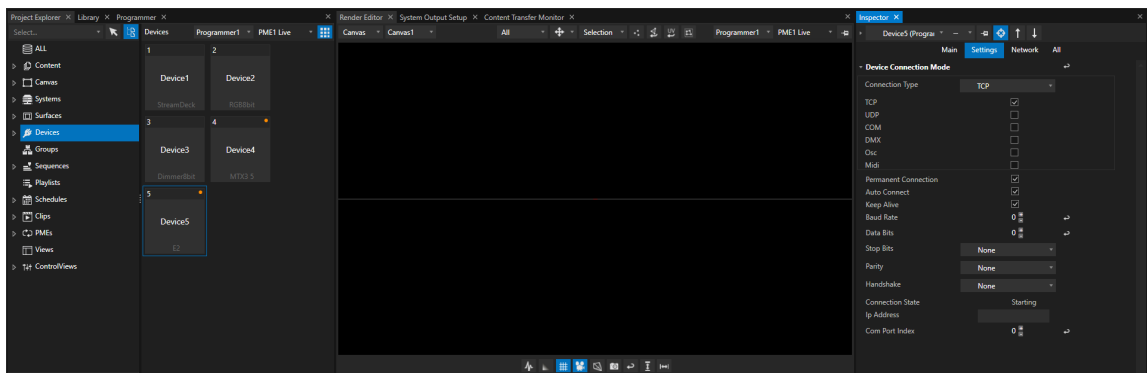 Project Explorer × Library × Programmer × ×
Select...
ALL
Content
Canvas
Systems
Surfaces
Devices
Groups
Sequences
Playlists
Schedules
Clips
PMEs
Views
ControlViews
Devices Programmer1 PME1 Live
1 2
Device1 Device2
StreamDeck RGB8bit
3 4
Device3 Device4
Dimmer8bit MTX3 5
5
Device5
E2
Render Editor × System Output Setup × Content Transfer Monitor × ×
Canvas Canvas1 All Selection UV Programmer1 PME1 Live
Inspector × ×
Device5 (Program –
Main Settings Network All
Device Connection Mode
Connection Type TCP
TCP
UDP
COM
DMX
Osc
Midi
Permanent Connection
Auto Connect
Keep Alive
Baud Rate 0
Data Bits 0
Stop Bits None
Parity None
Handshake None
Connection State Starting
Ip Address
Com Port Index 0